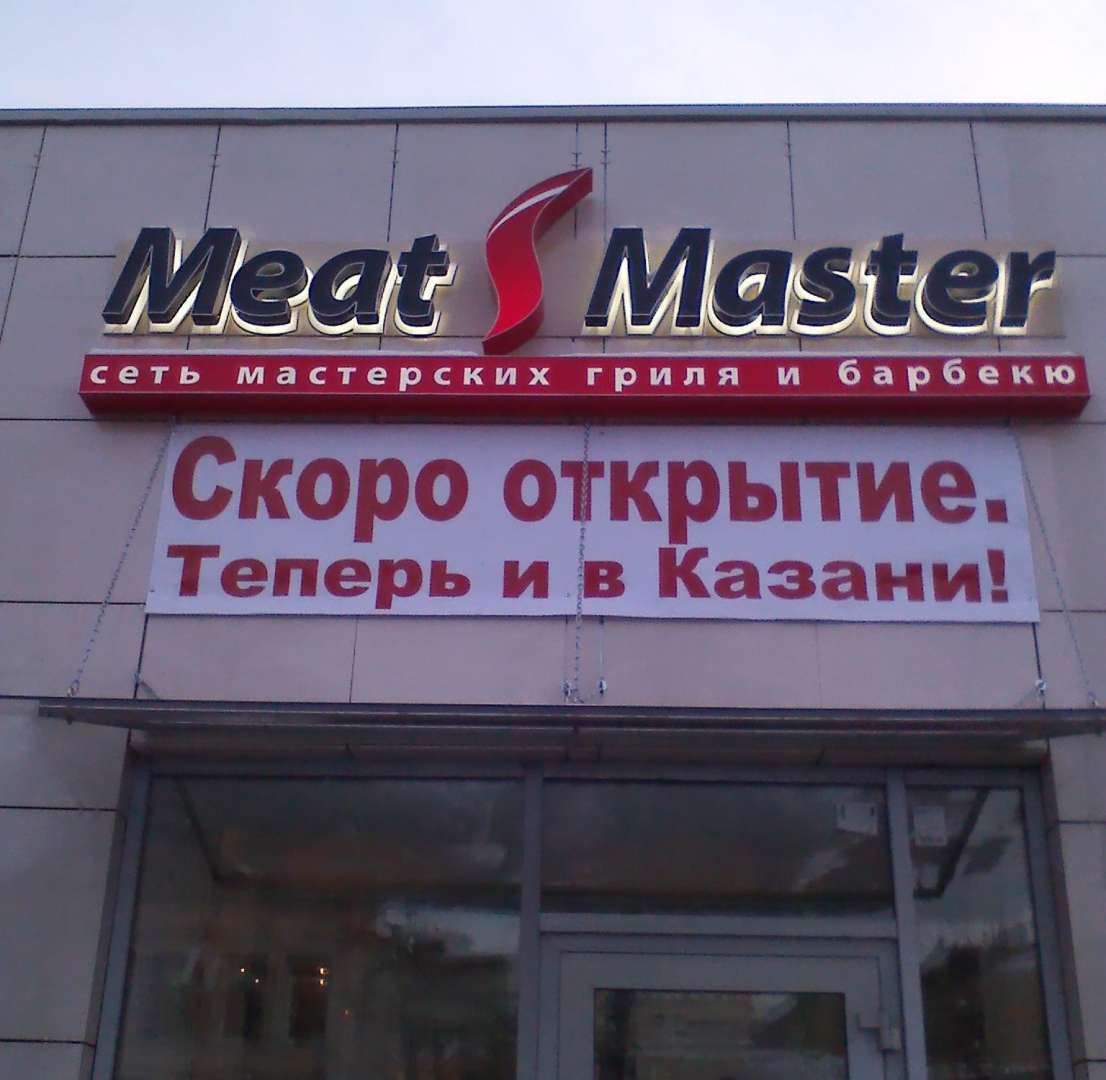 Meat Master
сеть мастерских гриля и барбекю
Скоро открытие.
Теперь и в Казани!